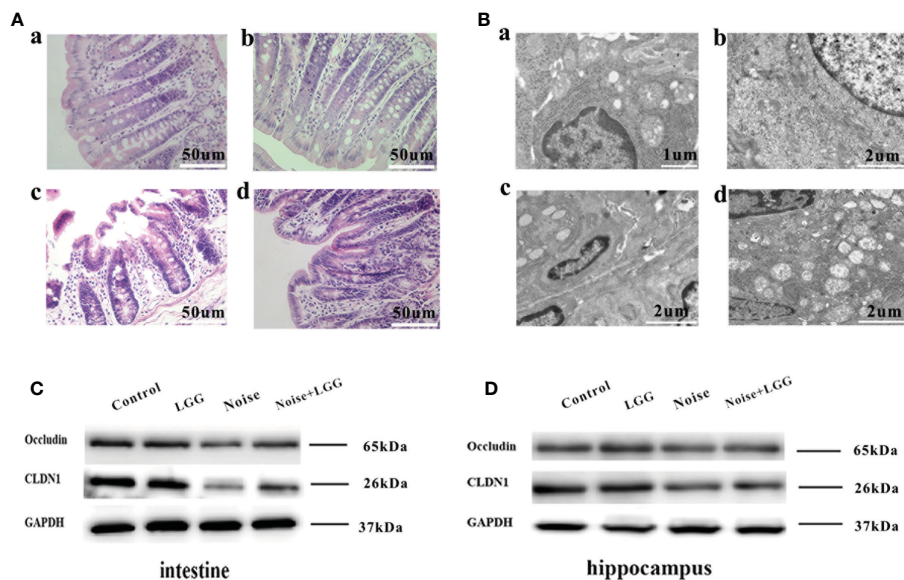 A
B
a
b
a
b
50um
50um
1um
2um
c
d
c
d
50um
50um
2um
2um
C
D
Control LGG Noise Noise+LGG
Control LGG Noise Noise+LGG
Occludin 65kDa
Occludin 65kDa
CLDN1 26kDa
CLDN1 26kDa
GAPDH 37kDa
GAPDH 37kDa
intestine
hippocampus